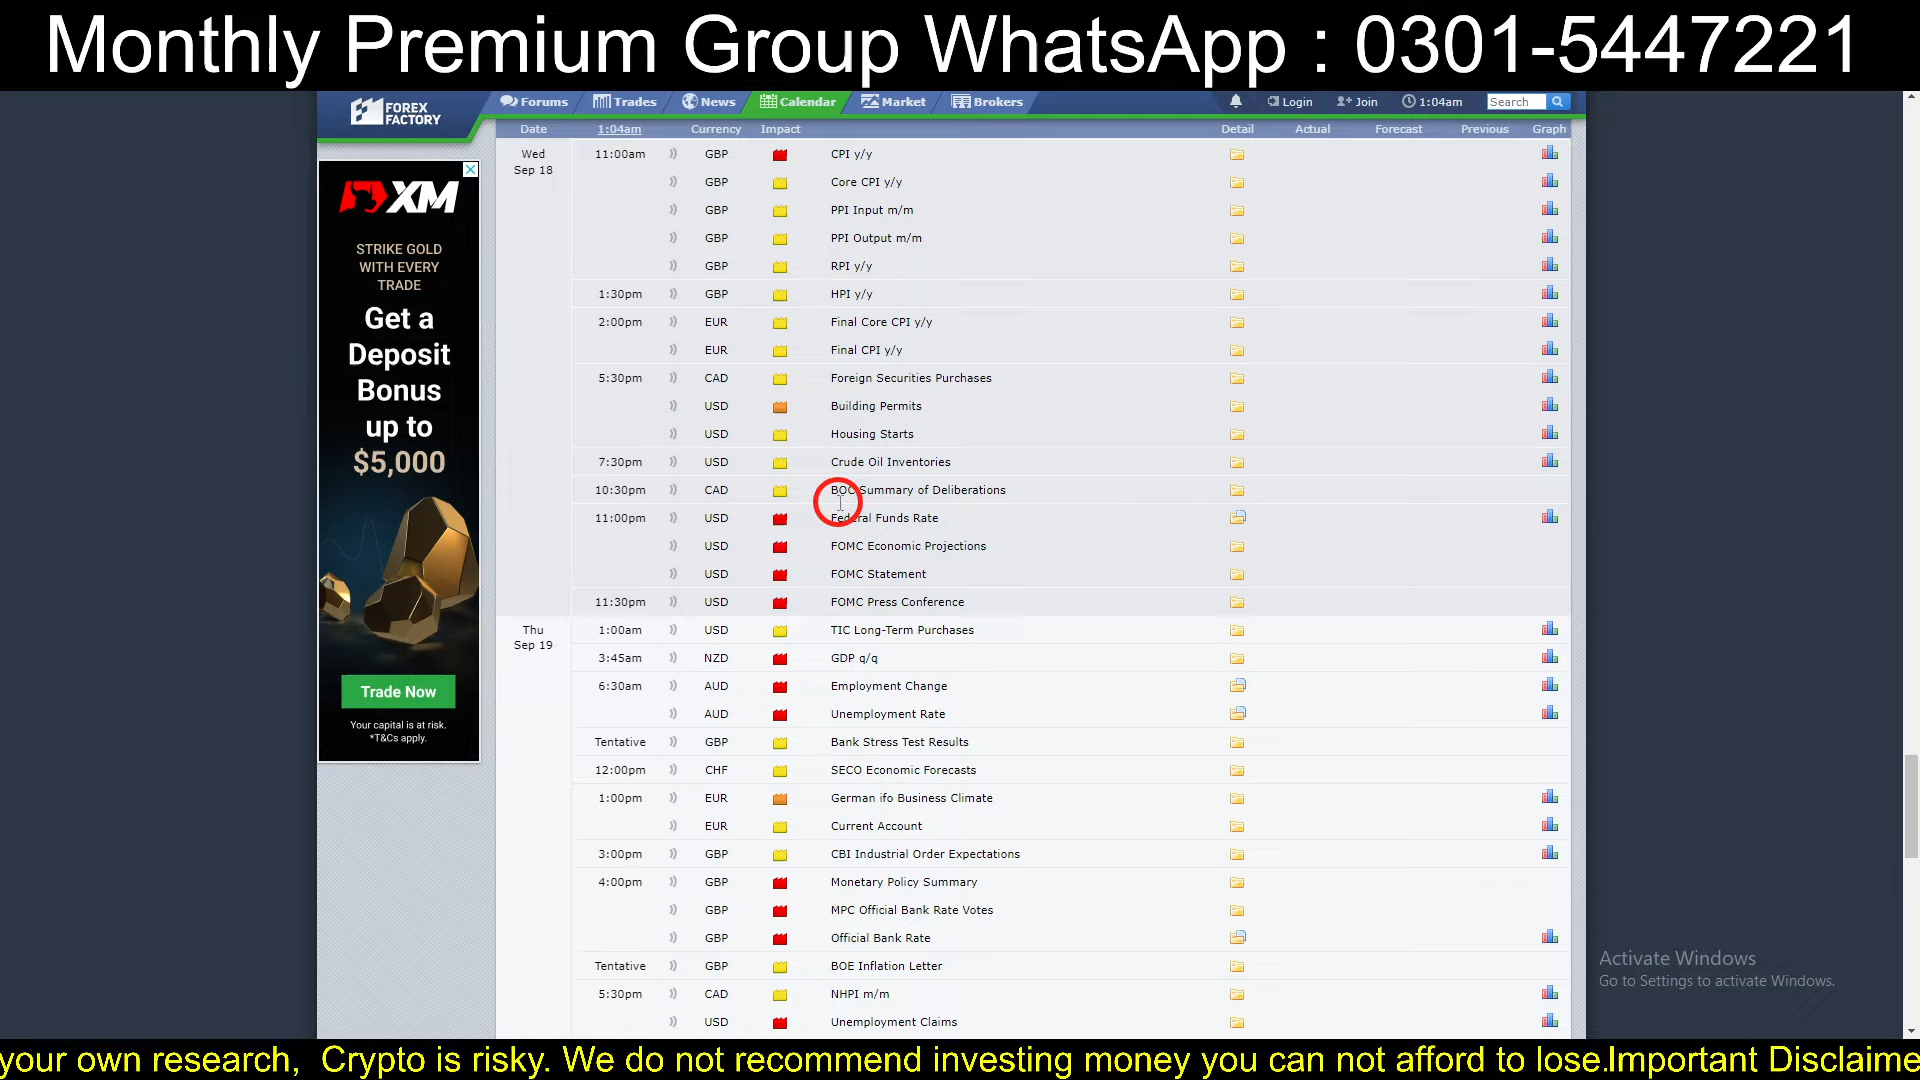 Monthly Premium Group WhatsApp : 0301-5447221
FOREX FACTORY
Forums Trades News Calendar Market Brokers Login Join 1:04am Search
Date 1:04am Currency Impact Detail Actual Forecast Previous Graph
Wed Sep 18 11:00am GBP CPI y/y
GBP Core CPI y/y
GBP PPI Input m/m
GBP PPI Output m/m
GBP RPI y/y
1:30pm GBP HPI y/y
2:00pm EUR Final Core CPI y/y
EUR Final CPI y/y
5:30pm CAD Foreign Securities Purchases
USD Building Permits
USD Housing Starts
7:30pm USD Crude Oil Inventories
10:30pm CAD BOC Summary of Deliberations
11:00pm USD Federal Funds Rate
USD FOMC Economic Projections
USD FOMC Statement
11:30pm USD FOMC Press Conference
Thu Sep 19 1:00am USD TIC Long-Term Purchases
3:45am NZD GDP q/q
6:30am AUD Employment Change
AUD Unemployment Rate
Tentative GBP Bank Stress Test Results
12:00pm CHF SECO Economic Forecasts
1:00pm EUR German ifo Business Climate
EUR Current Account
3:00pm GBP CBI Industrial Order Expectations
4:00pm GBP Monetary Policy Summary
GBP MPC Official Bank Rate Votes
GBP Official Bank Rate
Tentative GBP BOE Inflation Letter
5:30pm CAD NHPI m/m
USD Unemployment Claims
XM
STRIKE GOLD
WITH EVERY
TRADE
Get a
Deposit
Bonus
up to
$5,000
Trade Now
Your capital is at risk.
*T&Cs apply.
Activate Windows
Go to Settings to activate Windows.
your own research, Crypto is risky. We do not recommend investing money you can not afford to lose.Important Disclaime